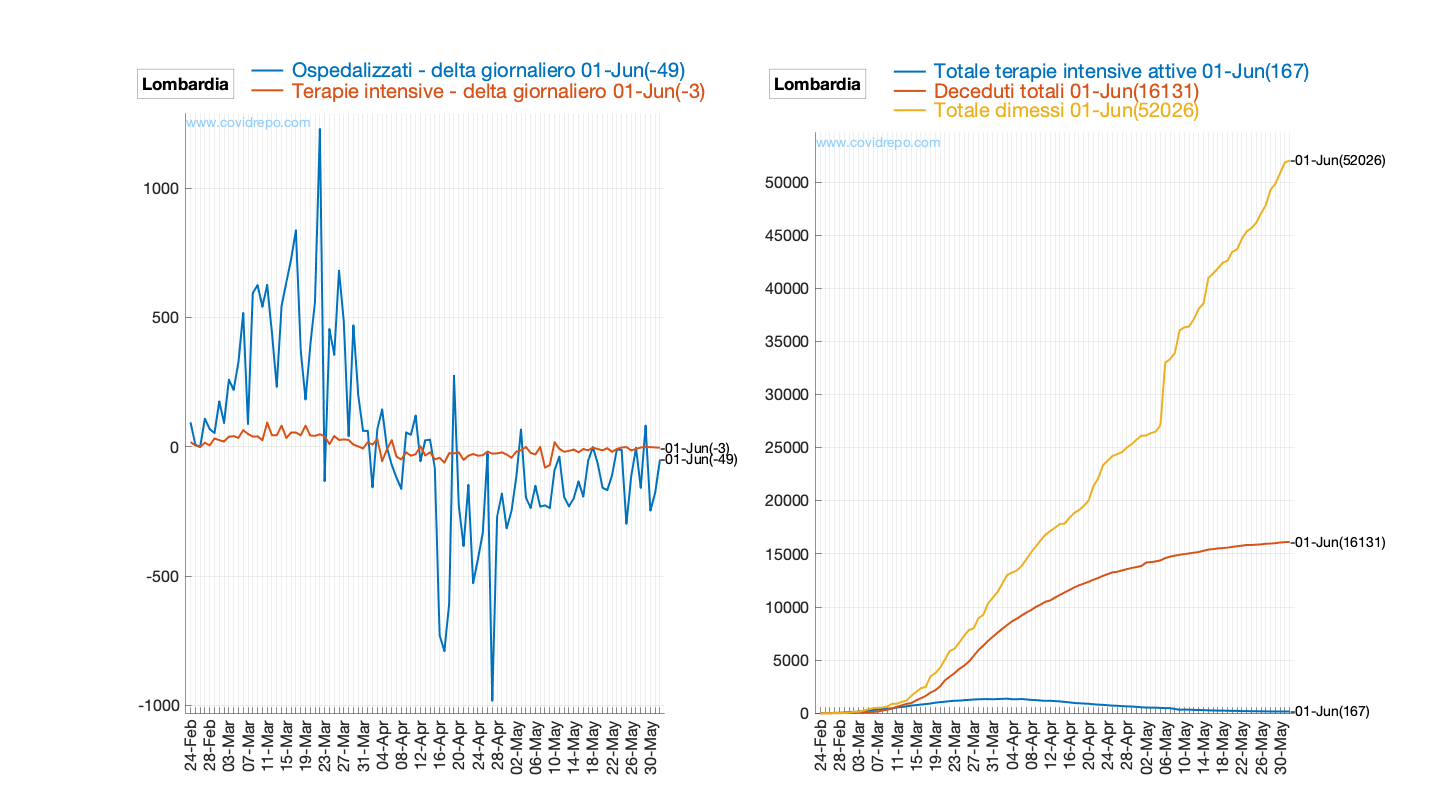 Lombardia
Ospedalizzati - delta giornaliero 01-Jun(-49)
Terapie intensive - delta giornaliero 01-Jun(-3)
www.covidrepo.com
1000
500
0
-500
-1000
-01-Jun(-3)
-01-Jun(-49)
24-Feb
28-Feb
03-Mar
07-Mar
11-Mar
15-Mar
19-Mar
23-Mar
27-Mar
31-Mar
04-Apr
08-Apr
12-Apr
16-Apr
20-Apr
24-Apr
28-Apr
02-May
06-May
10-May
14-May
18-May
22-May
26-May
30-May
Lombardia
Totale terapie intensive attive 01-Jun(167)
Deceduti totali 01-Jun(16131)
Totale dimessi 01-Jun(52026)
www.covidrepo.com
50000
45000
40000
35000
30000
25000
20000
15000
10000
5000
0
-01-Jun(52026)
-01-Jun(16131)
-01-Jun(167)
24-Feb
28-Feb
03-Mar
07-Mar
11-Mar
15-Mar
19-Mar
23-Mar
27-Mar
31-Mar
04-Apr
08-Apr
12-Apr
16-Apr
20-Apr
24-Apr
28-Apr
02-May
06-May
10-May
14-May
18-May
22-May
26-May
30-May